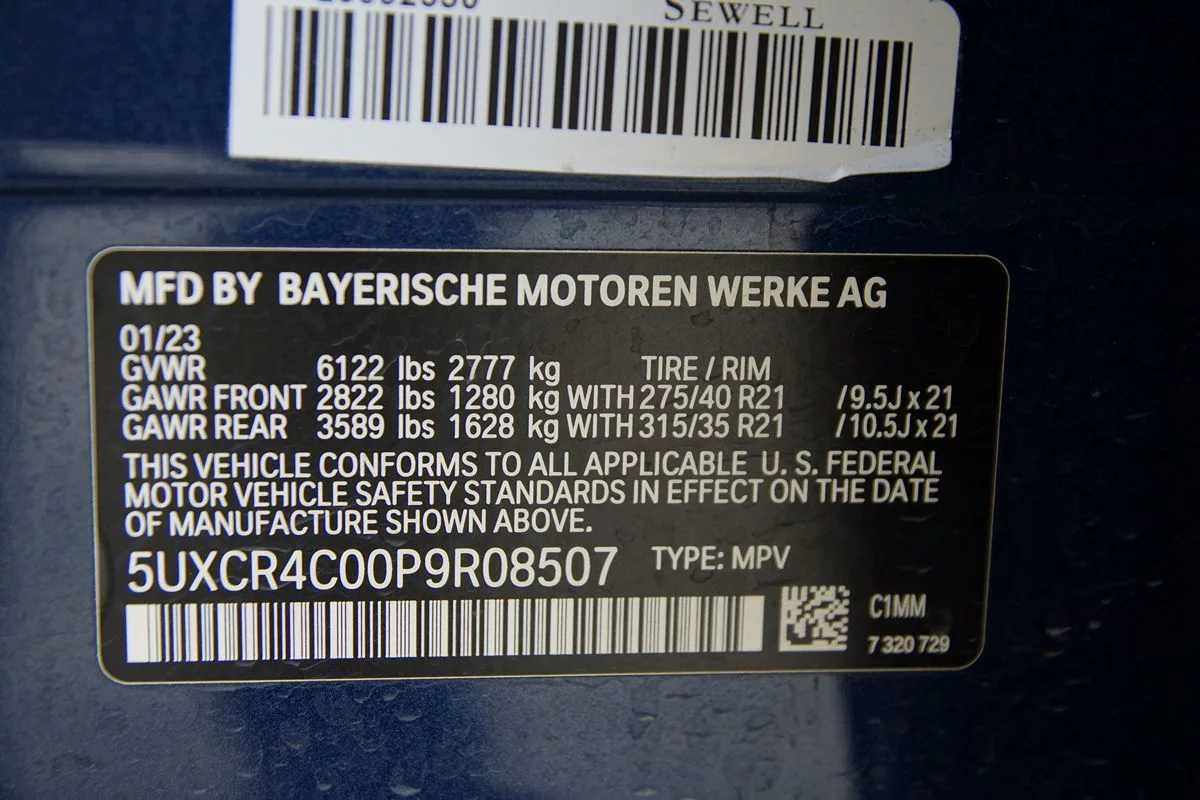 SEWELL
MFD BY BAYERISCHE MOTOREN WERKE AG
01/23
GVWR 6122 lbs 2777 kg TIRE / RIM
GAWR FRONT 2822 lbs 1280 kg WITH 275/40 R21 / 9.5J x 21
GAWR REAR 3589 lbs 1628 kg WITH 315/35 R21 / 10.5J x 21
THIS VEHICLE CONFORMS TO ALL APPLICABLE U. S. FEDERAL
MOTOR VEHICLE SAFETY STANDARDS IN EFFECT ON THE DATE
OF MANUFACTURE SHOWN ABOVE.
5UXCR4C00P9R08507 TYPE: MPV
C1MM
7 320 729